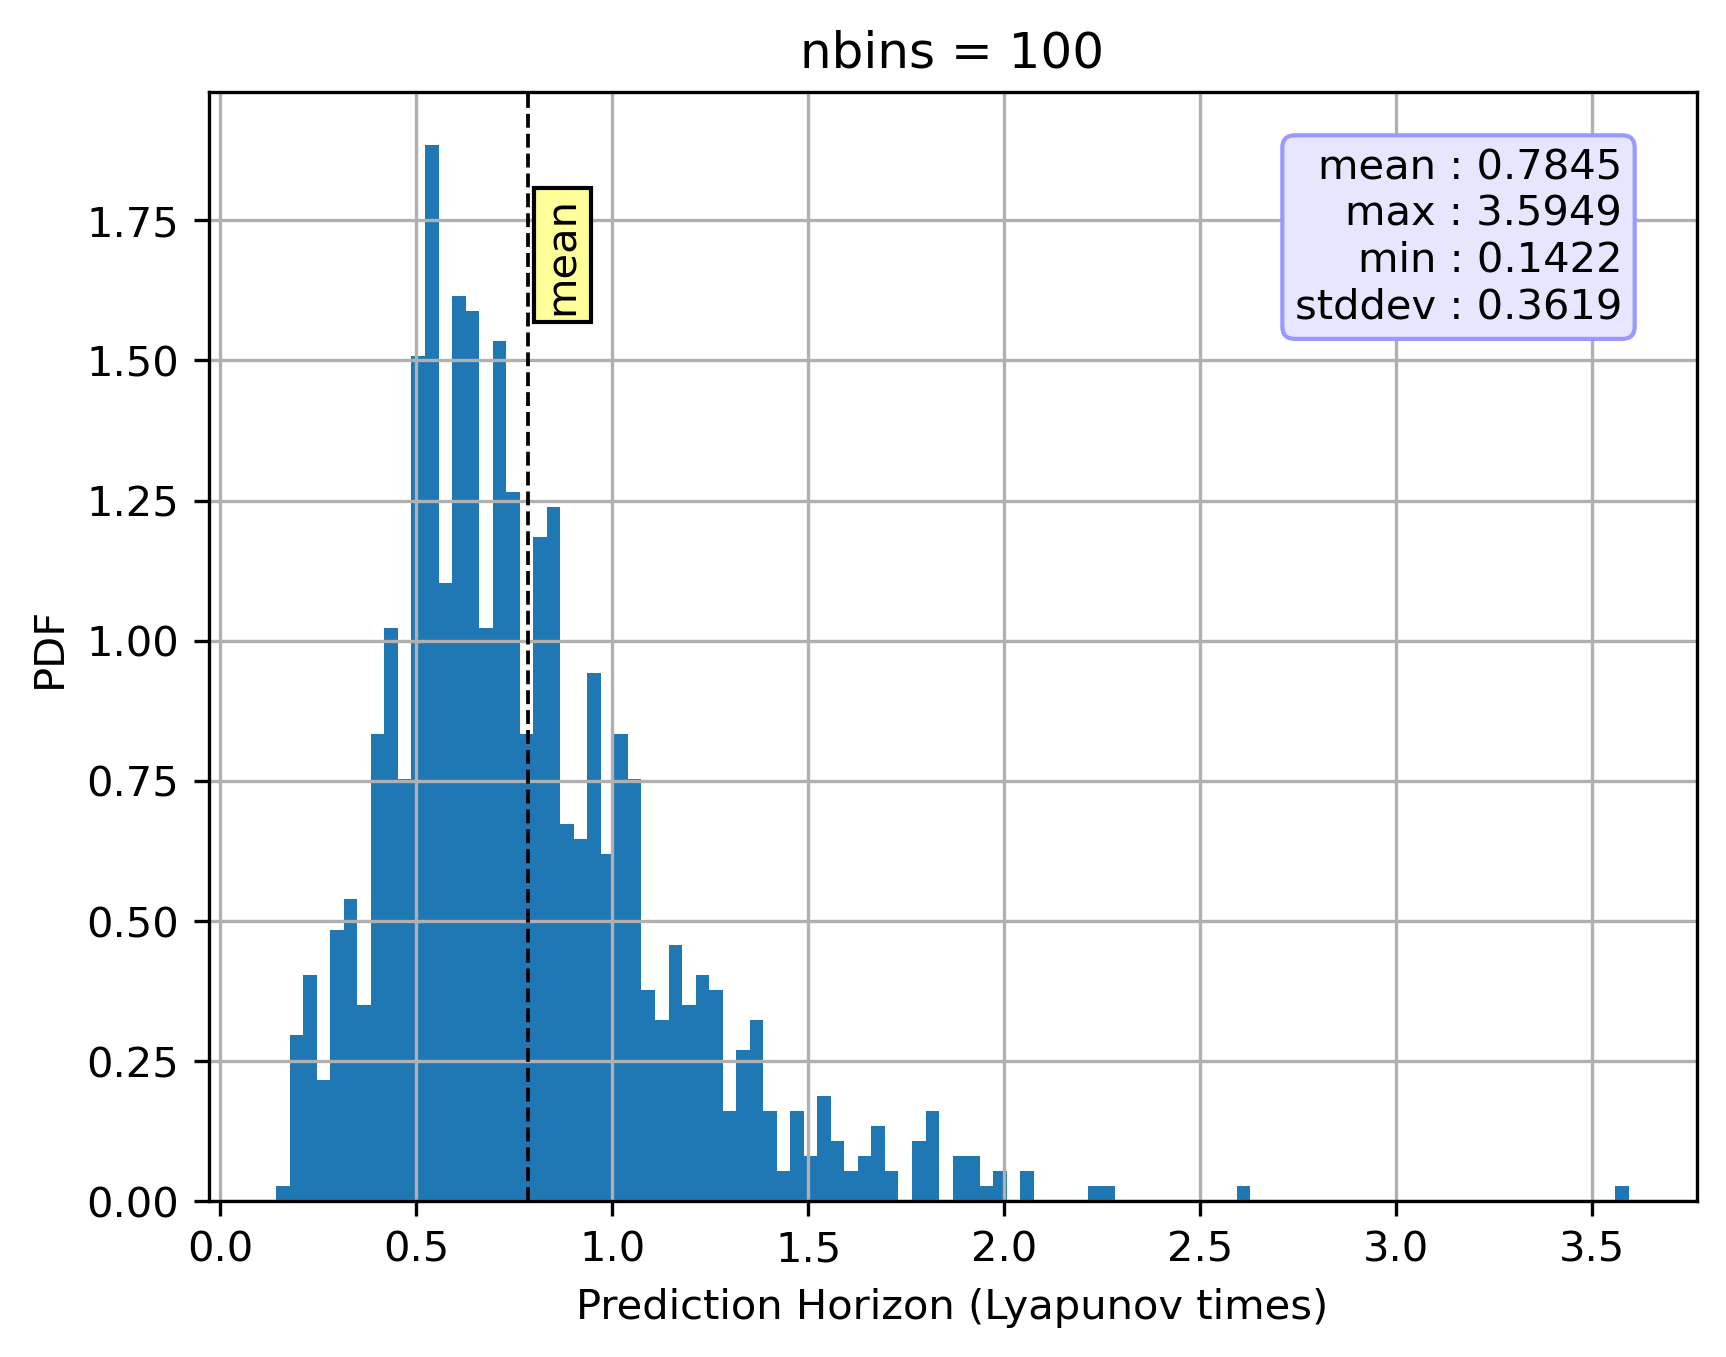 nbins = 100
mean : 0.7845
max : 3.5949
min : 0.1422
stddev : 0.3619
mean
PDF
1.75
1.50
1.25
1.00
0.75
0.50
0.25
0.00
0.0 0.5 1.0 1.5 2.0 2.5 3.0 3.5
Prediction Horizon (Lyapunov times)